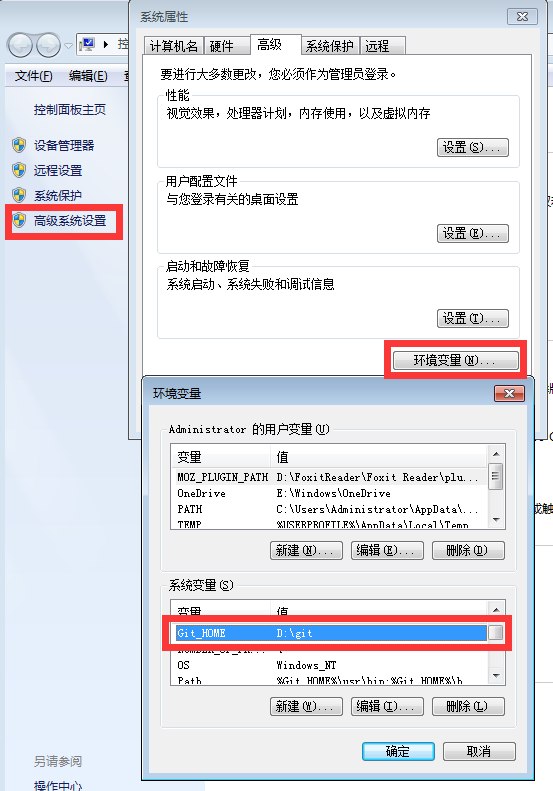 系统属性
计算机名 硬件 高级 系统保护 远程
要进行大多数更改，您必须作为管理员登录。
性能
视觉效果，处理器计划，内存使用，以及虚拟内存
设置(S)...
用户配置文件
与您登录有关的桌面设置
设置(E)...
启动和故障恢复
系统启动、系统失败和调试信息
设置(T)...
环境变量(N)...
控
文件(F) 编辑(E)
控制面板主页
设备管理器
远程设置
系统保护
高级系统设置
环境变量
Administrator 的用户变量(U)
变量 值
MOZ_PLUGIN_PATH D:\FoxitReader\Foxit Reader\plu...
OneDrive E:\Windows\OneDrive
PATH C:\Users\Administrator\AppData\...
TEMP %USERPROFILE%\AppData\Local\Temp
新建(N)... 编辑(E)... 删除(D)
系统变量(S)
变量 值
Git_HOME D:\git
OS Windows_NT
Path %Git_HOME%\usr\bin;%Git_HOME%\b
新建(W)... 编辑(I)... 删除(L)
确定 取消
另请参阅
操作中心